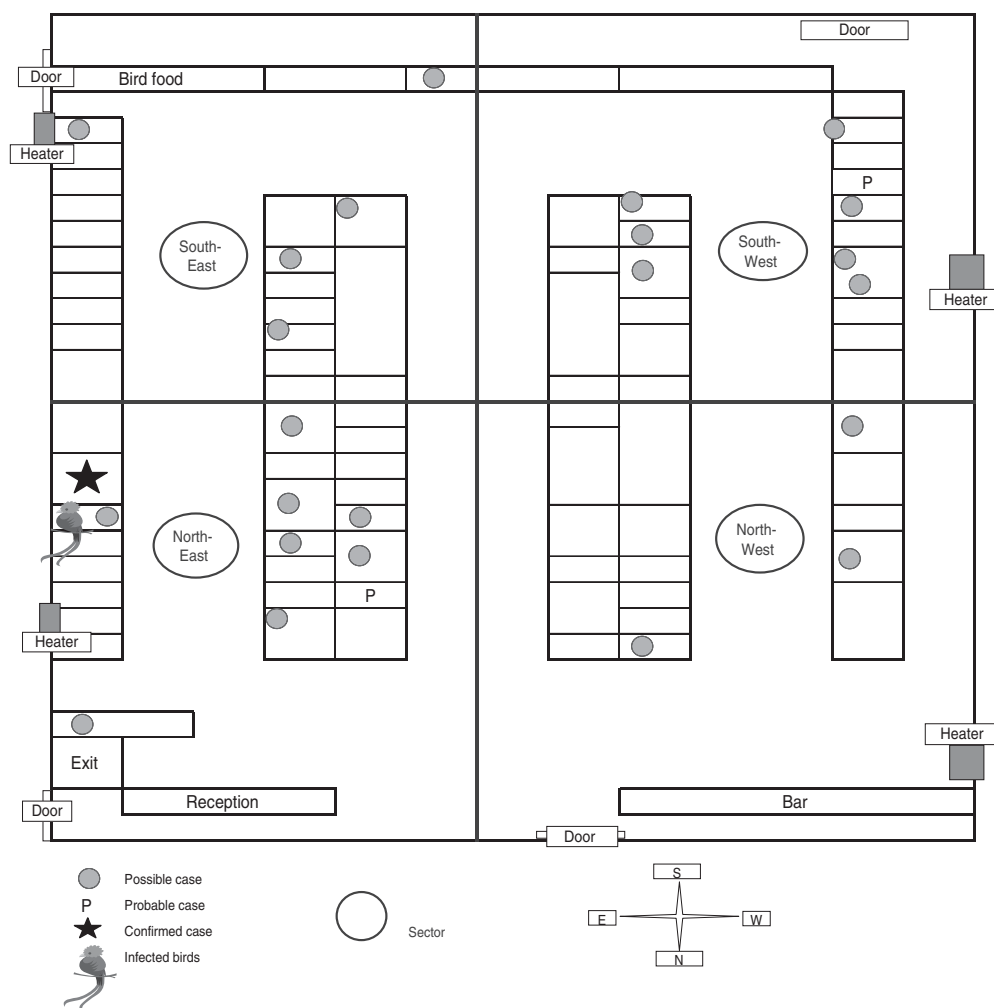 Door
Door
Bird food
Heater
P
South-
East
South-
West
Heater
North-
East
North-
West
P
Heater
Heater
Exit
Reception
Bar
Door
Door
Possible case
P
Probable case
Confirmed case
Infected birds
Sector
S
E
W
N